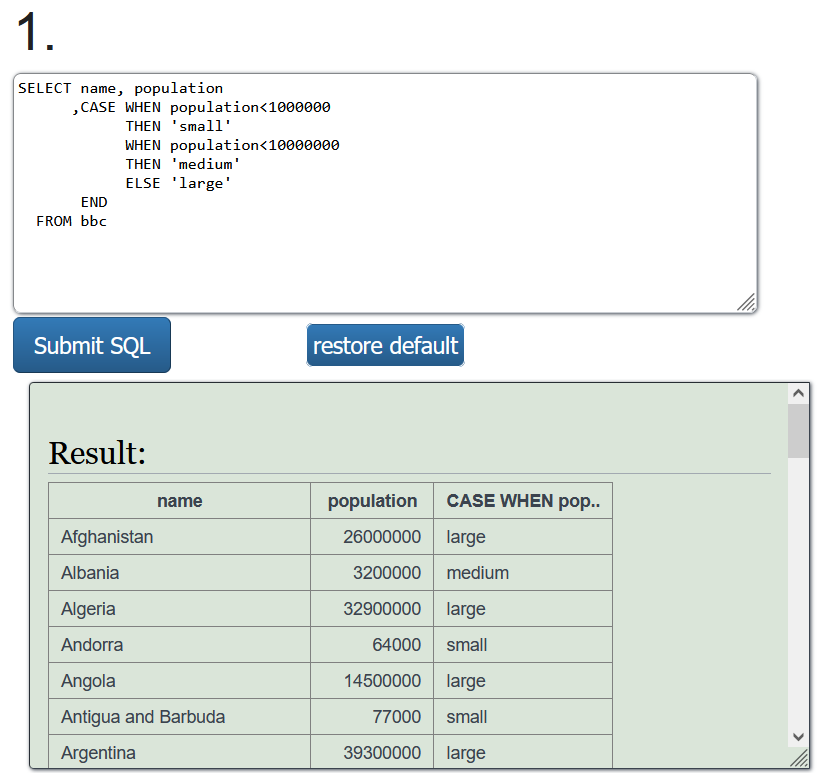 1.
SELECT name, population
      ,CASE WHEN population<1000000
            THEN 'small'
            WHEN population<10000000
            THEN 'medium'
            ELSE 'large'
       END
  FROM bbc
Submit SQL restore default
Result:
name population CASE WHEN pop..
Afghanistan 26000000 large
Albania 3200000 medium
Algeria 32900000 large
Andorra 64000 small
Angola 14500000 large
Antigua and Barbuda 77000 small
Argentina 39300000 large